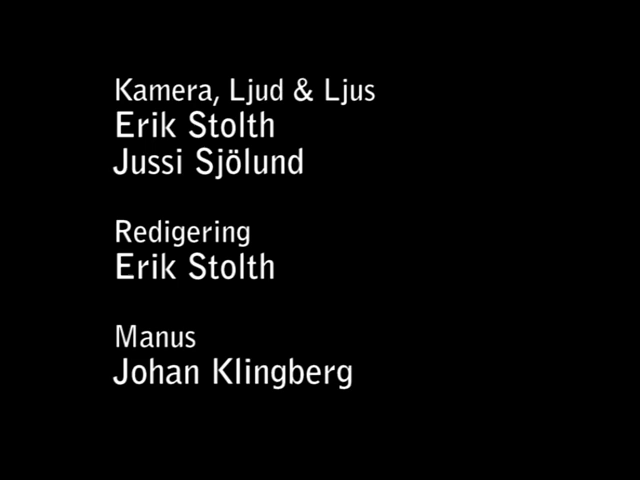 Kamera, Ljud & Ljus
Erik Stolth
Jussi Sjölund
Redigering
Erik Stolth
Manus
Johan Klingberg